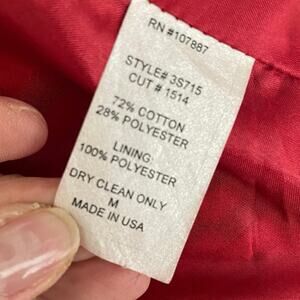 RN #107887
STYLE# 3S715
CUT # 1514
72% COTTON
28% POLYESTER
LINING:
100% POLYESTER
DRY CLEAN ONLY
M
MADE IN USA